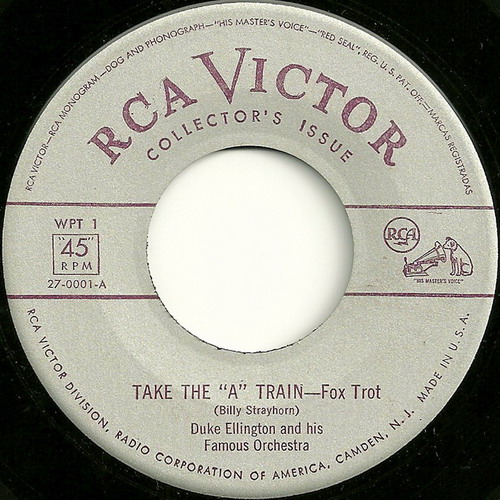 RCA VICTOR—RCA MONOGRAM—DOG AND PHONOGRAPH—"HIS MASTER'S VOICE"—"RED SEAL", REG. U. S. PAT. OFF.—MARCAS REGISTRADAS
RCA VICTOR
COLLECTOR'S ISSUE
WPT 1
"45"
RPM
27-0001-A
RCA
"HIS MASTER'S VOICE"
TAKE THE "A" TRAIN—Fox Trot
(Billy Strayhorn)
Duke Ellington and his
Famous Orchestra
RCA VICTOR DIVISION, RADIO CORPORATION OF AMERICA, CAMDEN, N. J. MADE IN U. S. A.